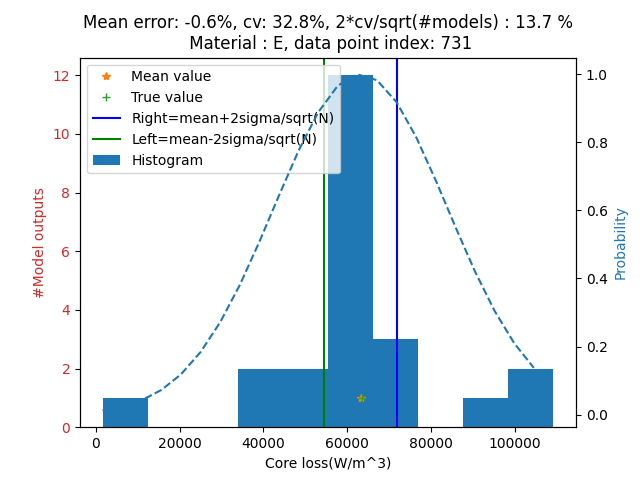 Mean error: -0.6%, cv: 32.8%, 2*cv/sqrt(#models) : 13.7 %
Material : E, data point index: 731
Mean value
True value
Right=mean+2sigma/sqrt(N)
Left=mean-2sigma/sqrt(N)
Histogram
12
10
8
6
4
2
0
#Model outputs
1.0
0.8
0.6
0.4
0.2
0.0
Probability
0 20000 40000 60000 80000 100000
Core loss(W/m^3)